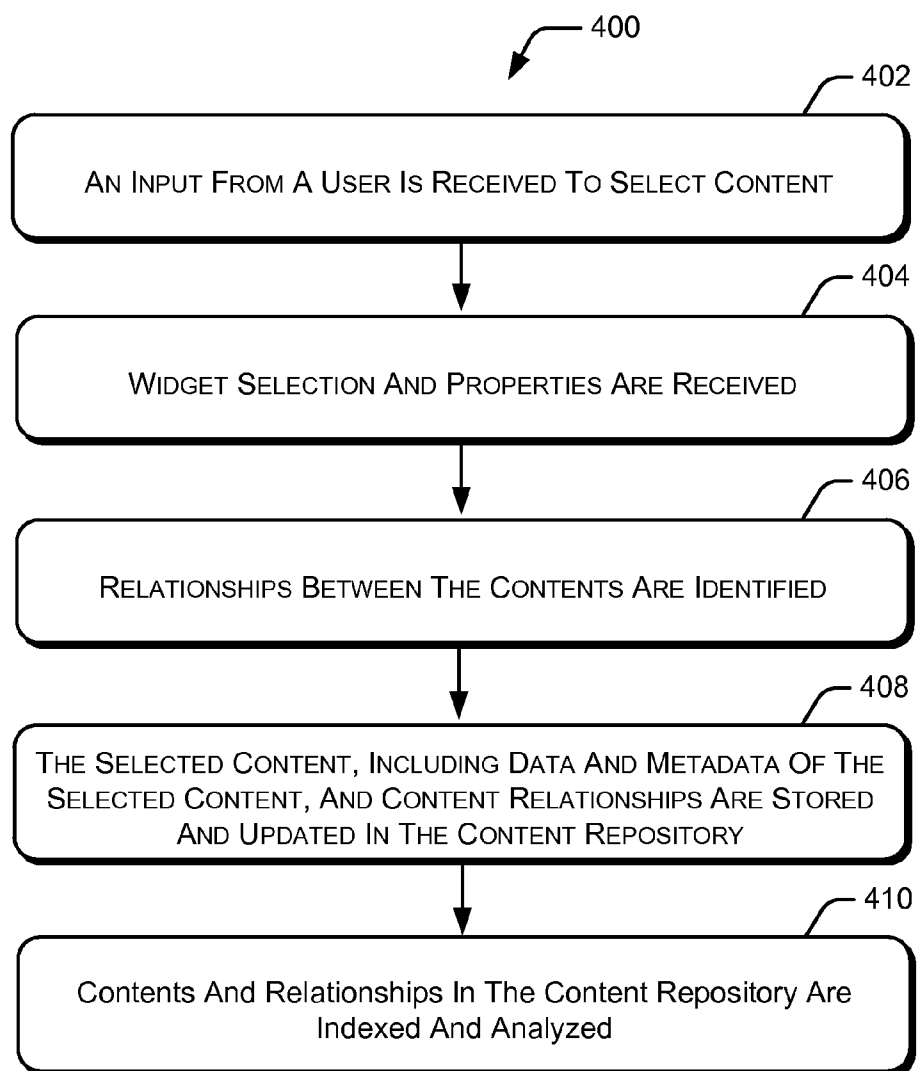 400
402
AN INPUT FROM A USER IS RECEIVED TO SELECT CONTENT
404
WIDGET SELECTION AND PROPERTIES ARE RECEIVED
406
RELATIONSHIPS BETWEEN THE CONTENTS ARE IDENTIFIED
408
THE SELECTED CONTENT, INCLUDING DATA AND METADATA OF THE
SELECTED CONTENT, AND CONTENT RELATIONSHIPS ARE STORED
AND UPDATED IN THE CONTENT REPOSITORY
410
Contents And Relationships In The Content Repository Are
Indexed And Analyzed